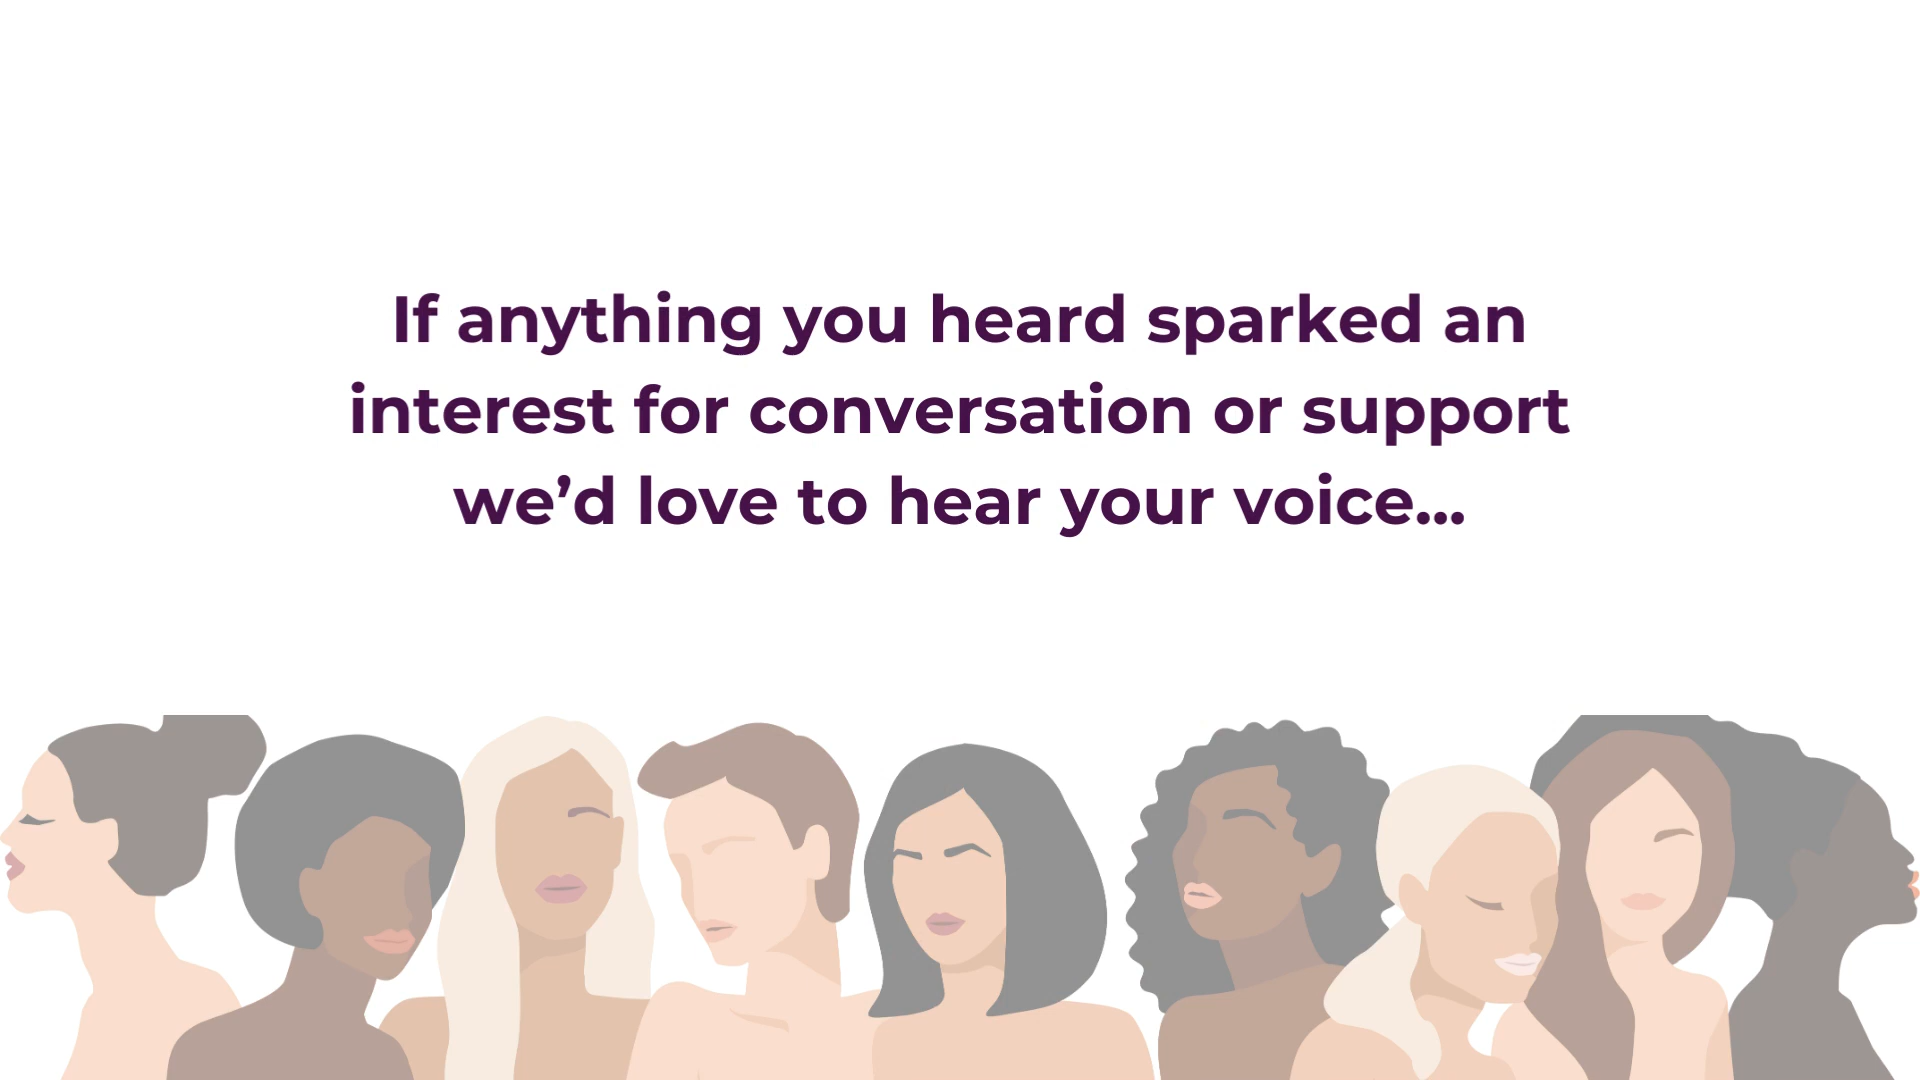 If anything you heard sparked an
interest for conversation or support
we’d love to hear your voice...